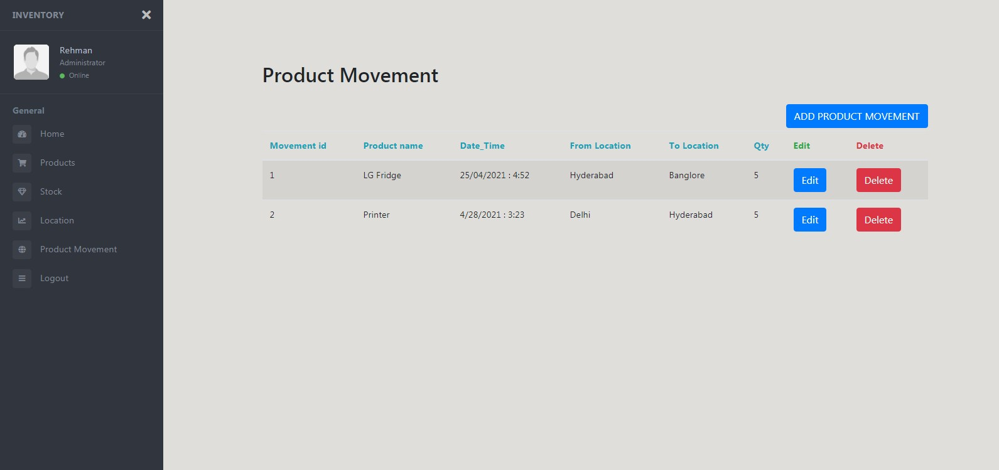 INVENTORY
Rehman
Administrator
Online
General
Home
Products
Stock
Location
Product Movement
Logout
Product Movement
ADD PRODUCT MOVEMENT
Movement id Product name Date_Time From Location To Location Qty Edit Delete
1 LG Fridge 25/04/2021 : 4:52 Hyderabad Banglore 5 Edit Delete
2 Printer 4/28/2021 : 3:23 Delhi Hyderabad 5 Edit Delete